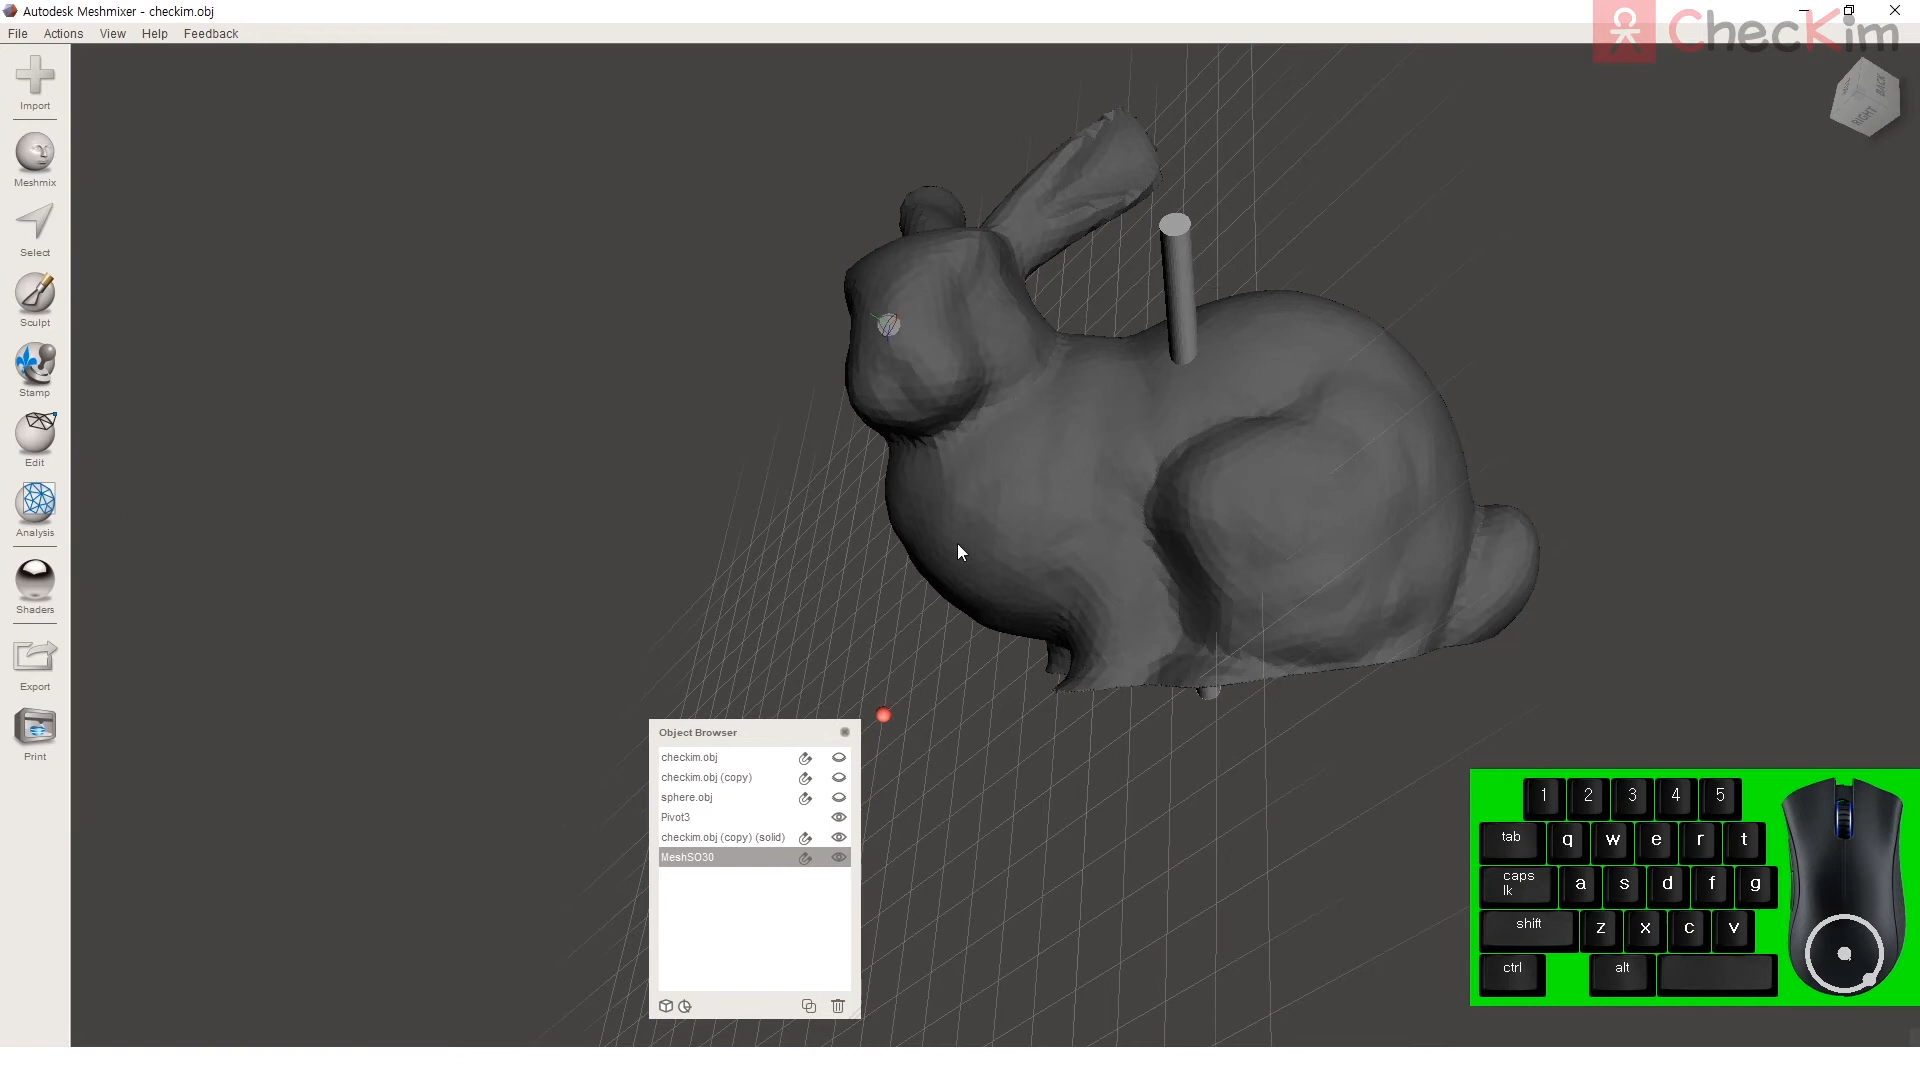 Autodesk Meshmixer - checkim.obj
File Actions View Help Feedback
CHecKim
Import
Meshmix
Select
Sculpt
Stamp
Edit
Analysis
Shaders
Export
Print
BACK
RIGHT
Object Browser
checkim.obj
checkim.obj (copy)
sphere.obj
Pivot3
checkim.obj (copy) (solid)
MeshSO30
1 2 3 4 5
tab q w e r t
caps
lk a s d f g
shift z x c v
ctrl alt